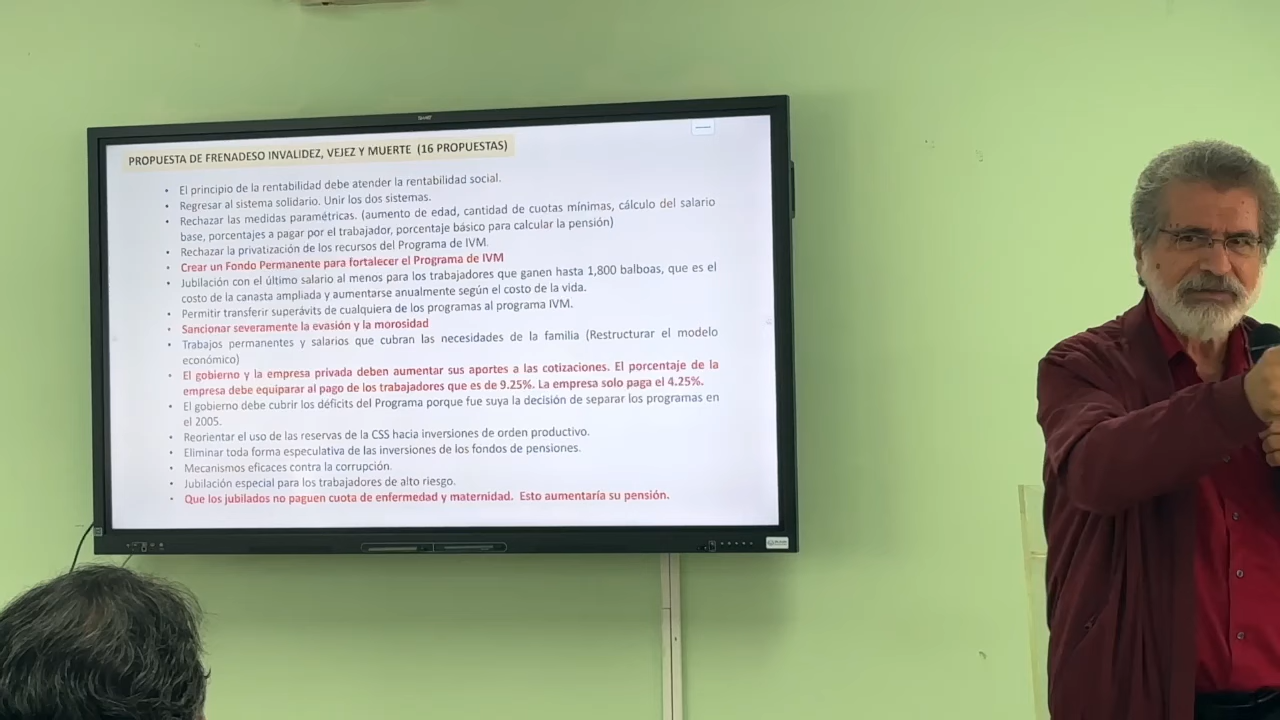 SMART
PROPUESTA DE FRENADESO INVALIDEZ, VEJEZ Y MUERTE (16 PROPUESTAS)
• El principio de la rentabilidad debe atender la rentabilidad social.
• Regresar al sistema solidario. Unir los dos sistemas.
• Rechazar las medidas paramétricas. (aumento de edad, cantidad de cuotas mínimas, cálculo del salario
base, porcentajes a pagar por el trabajador, porcentaje básico para calcular la pensión)
• Rechazar la privatización de los recursos del Programa de IVM.
• Crear un Fondo Permanente para fortalecer el Programa de IVM
• Jubilación con el último salario al menos para los trabajadores que ganen hasta 1,800 balboas, que es el
costo de la canasta ampliada y aumentarse anualmente según el costo de la vida.
• Permitir transferir superávits de cualquiera de los programas al programa IVM.
• Sancionar severamente la evasión y la morosidad
• Trabajos permanentes y salarios que cubran las necesidades de la familia (Restructurar el modelo
económico)
• El gobierno y la empresa privada deben aumentar sus aportes a las cotizaciones. El porcentaje de la
empresa debe equiparar al pago de los trabajadores que es de 9.25%. La empresa solo paga el 4.25%.
• El gobierno debe cubrir los déficits del Programa porque fue suya la decisión de separar los programas en
el 2005.
• Reorientar el uso de las reservas de la CSS hacia inversiones de orden productivo.
• Eliminar toda forma especulativa de las inversiones de los fondos de pensiones.
• Mecanismos eficaces contra la corrupción.
• Jubilación especial para los trabajadores de alto riesgo.
• Que los jubilados no paguen cuota de enfermedad y maternidad. Esto aumentaría su pensión.